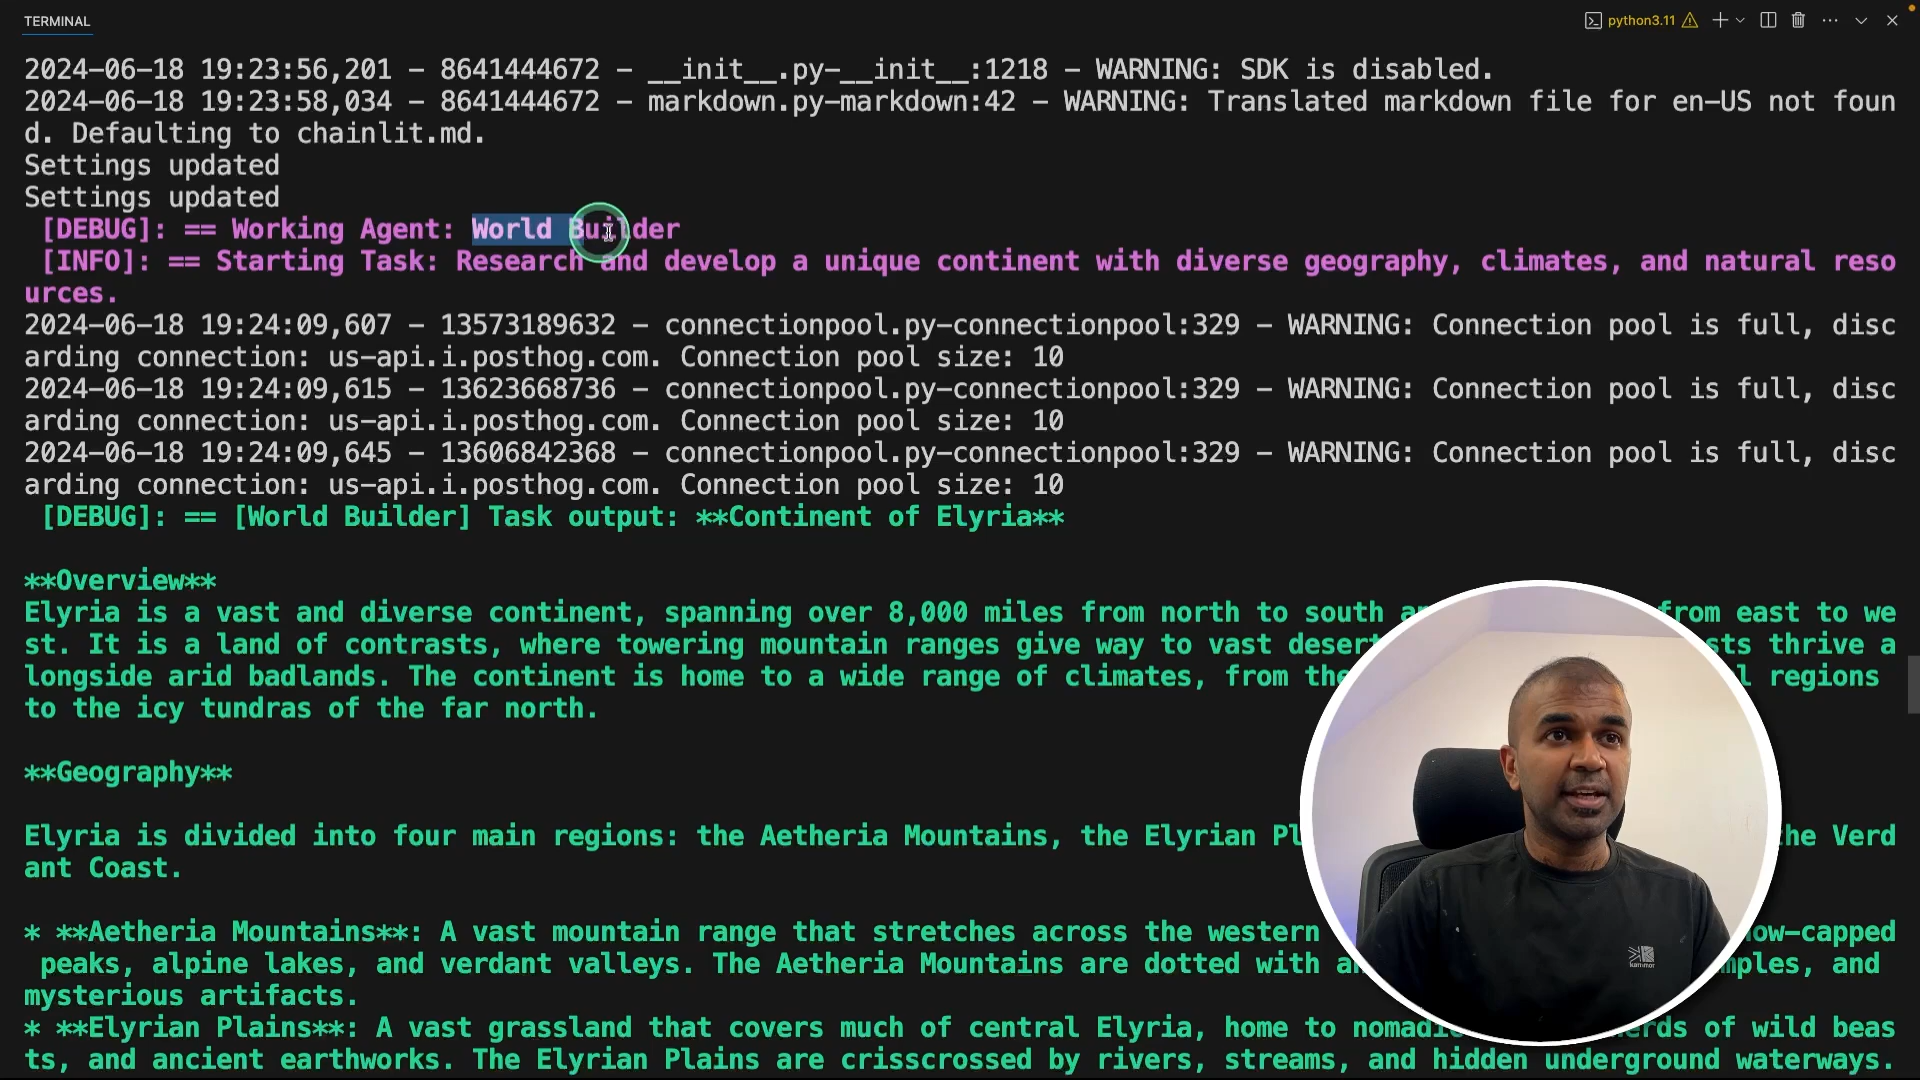 TERMINAL
python3.11
2024-06-18 19:23:56,201 - 8641444672 - __init__.py-__init__:1218 - WARNING: SDK is disabled.
2024-06-18 19:23:58,034 - 8641444672 - markdown.py-markdown:42 - WARNING: Translated markdown file for en-US not foun
d. Defaulting to chainlit.md.
Settings updated
Settings updated
[DEBUG]: == Working Agent: World Builder
[INFO]: == Starting Task: Research and develop a unique continent with diverse geography, climates, and natural reso
urces.
2024-06-18 19:24:09,607 - 13573189632 - connectionpool.py-connectionpool:329 - WARNING: Connection pool is full, disc
arding connection: us-api.i.posthog.com. Connection pool size: 10
2024-06-18 19:24:09,615 - 13623668736 - connectionpool.py-connectionpool:329 - WARNING: Connection pool is full, disc
arding connection: us-api.i.posthog.com. Connection pool size: 10
2024-06-18 19:24:09,645 - 13606842368 - connectionpool.py-connectionpool:329 - WARNING: Connection pool is full, disc
arding connection: us-api.i.posthog.com. Connection pool size: 10
[DEBUG]: == [World Builder] Task output: **Continent of Elyria**
**Overview**
Elyria is a vast and diverse continent, spanning over 8,000 miles from north to south from east to we
st. It is a land of contrasts, where towering mountain ranges give way to vast thrive a
longside arid badlands. The continent is home to a wide range of climates, from regions
to the icy tundras of the far north.
**Geography**
Elyria is divided into four main regions: the Aetheria Mountains, the Elyrian the Verd
ant Coast.
* **Aetheria Mountains**: A vast mountain range that stretches across the western
peaks, alpine lakes, and verdant valleys. The Aetheria Mountains are dotted with and
mysterious artifacts.
* **Elyrian Plains**: A vast grassland that covers much of central Elyria, home to of wild beas
ts, and ancient earthworks. The Elyrian Plains are crisscrossed by rivers, streams, and hidden underground waterways.